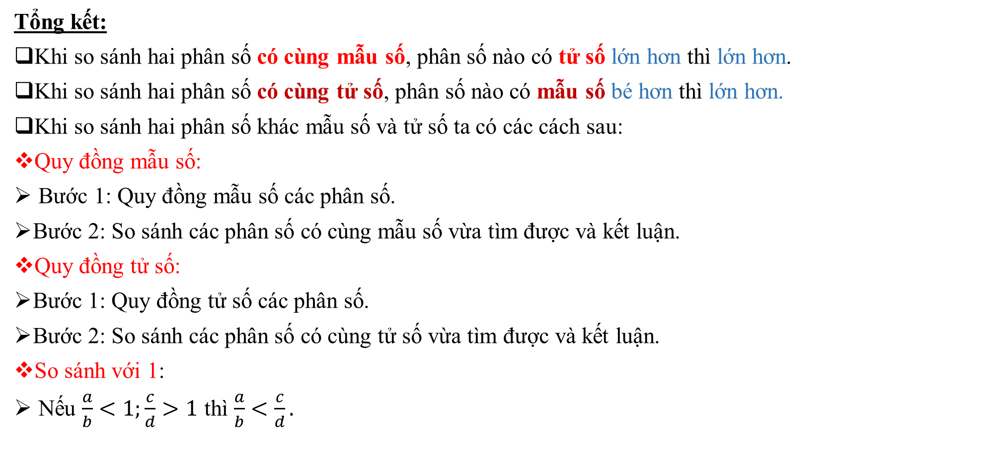 Tổng kết:
❑Khi so sánh hai phân số có cùng mẫu số, phân số nào có tử số lớn hơn thì lớn hơn.
❑Khi so sánh hai phân số có cùng tử số, phân số nào có mẫu số bé hơn thì lớn hơn.
❑Khi so sánh hai phân số khác mẫu số và tử số ta có các cách sau:
❖Quy đồng mẫu số:
➢ Bước 1: Quy đồng mẫu số các phân số.
➢Bước 2: So sánh các phân số có cùng mẫu số vừa tìm được và kết luận.
❖Quy đồng tử số:
➢Bước 1: Quy đồng tử số các phân số.
➢Bước 2: So sánh các phân số có cùng tử số vừa tìm được và kết luận.
❖So sánh với 1:
➢ Nếu a/b < 1; c/d > 1 thì a/b < c/d.